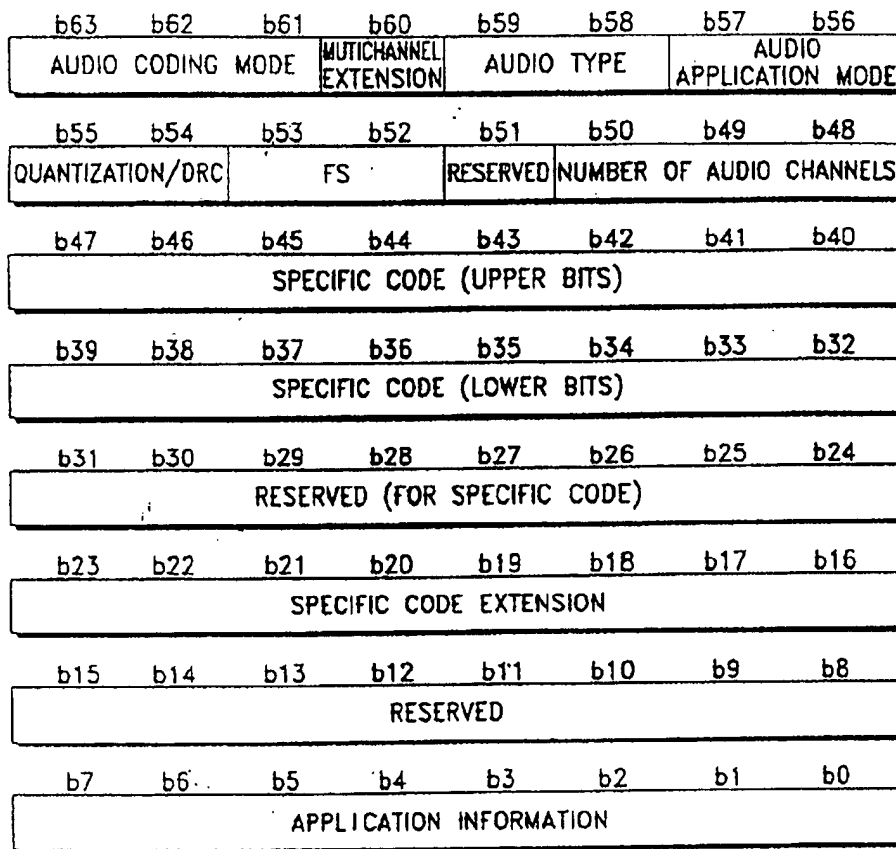 b63 b62 b61 b60 b59 b58 b57 b56
AUDIO CODING MODE
MUTICHANNEL
EXTENSION
AUDIO TYPE
AUDIO
APPLICATION MODE
b55 b54 b53 b52 b51 b50 b49 b48
QUANTIZATION/DRC FS RESERVED NUMBER OF AUDIO CHANNELS
b47 b46 b45 b44 b43 b42 b41 b40
SPECIFIC CODE (UPPER BITS)
b39 b38 b37 b36 b35 b34 b33 b32
SPECIFIC CODE (LOWER BITS)
b31 b30 b29 b28 b27 b26 b25 b24
RESERVED (FOR SPECIFIC CODE)
b23 b22 b21 b20 b19 b18 b17 b16
SPECIFIC CODE EXTENSION
b15 b14 b13 b12 b11 b10 b9 b8
RESERVED
b7 b6 b5 b4 b3 b2 b1 b0
APPLICATION INFORMATION